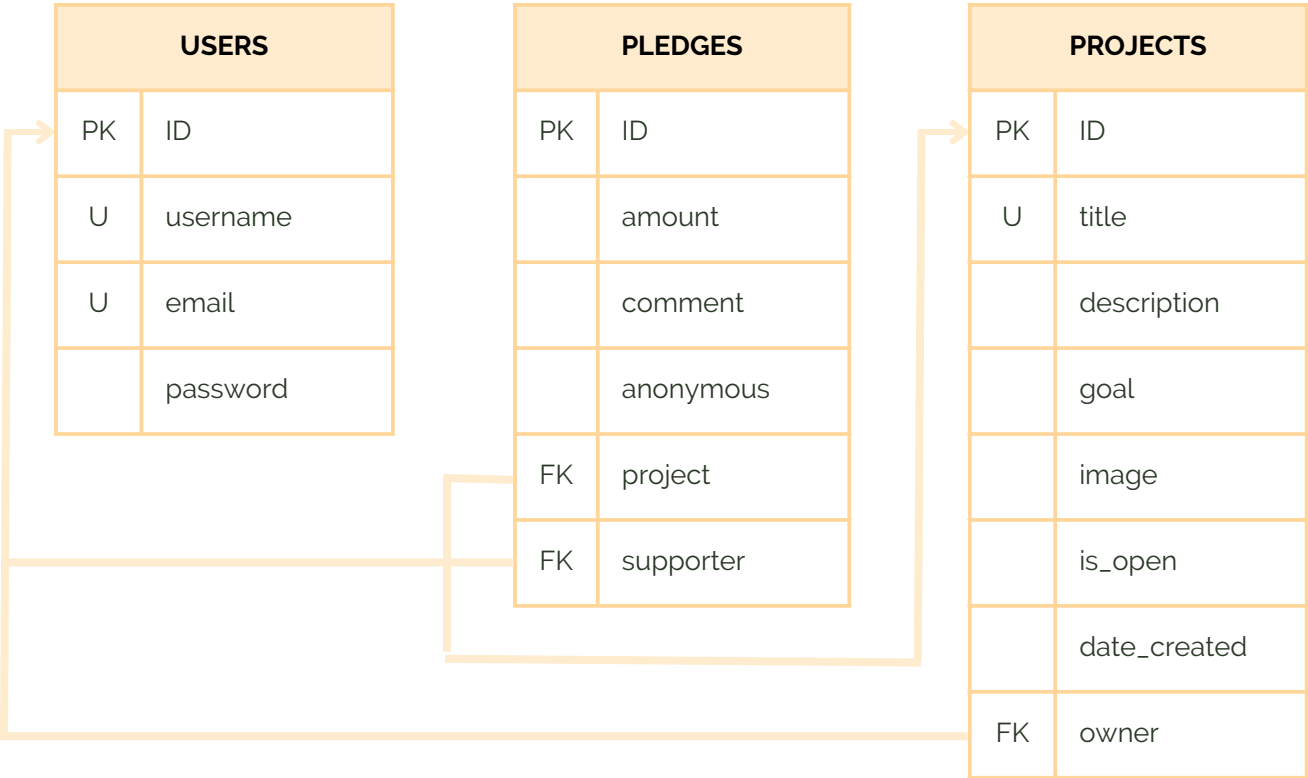 USERS
PK ID
U username
U email
password
PLEDGES
PK ID
amount
comment
anonymous
FK project
FK supporter
PROJECTS
PK ID
U title
description
goal
image
is_open
date_created
FK owner